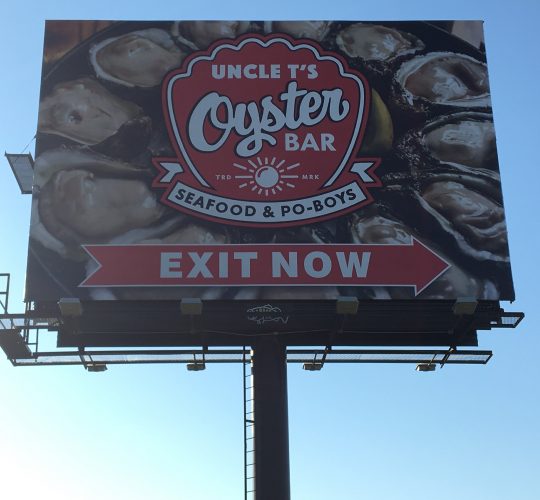 UNCLE T'S
Oyster
BAR
TRD MRK
SEAFOOD & PO-BOYS
EXIT NOW